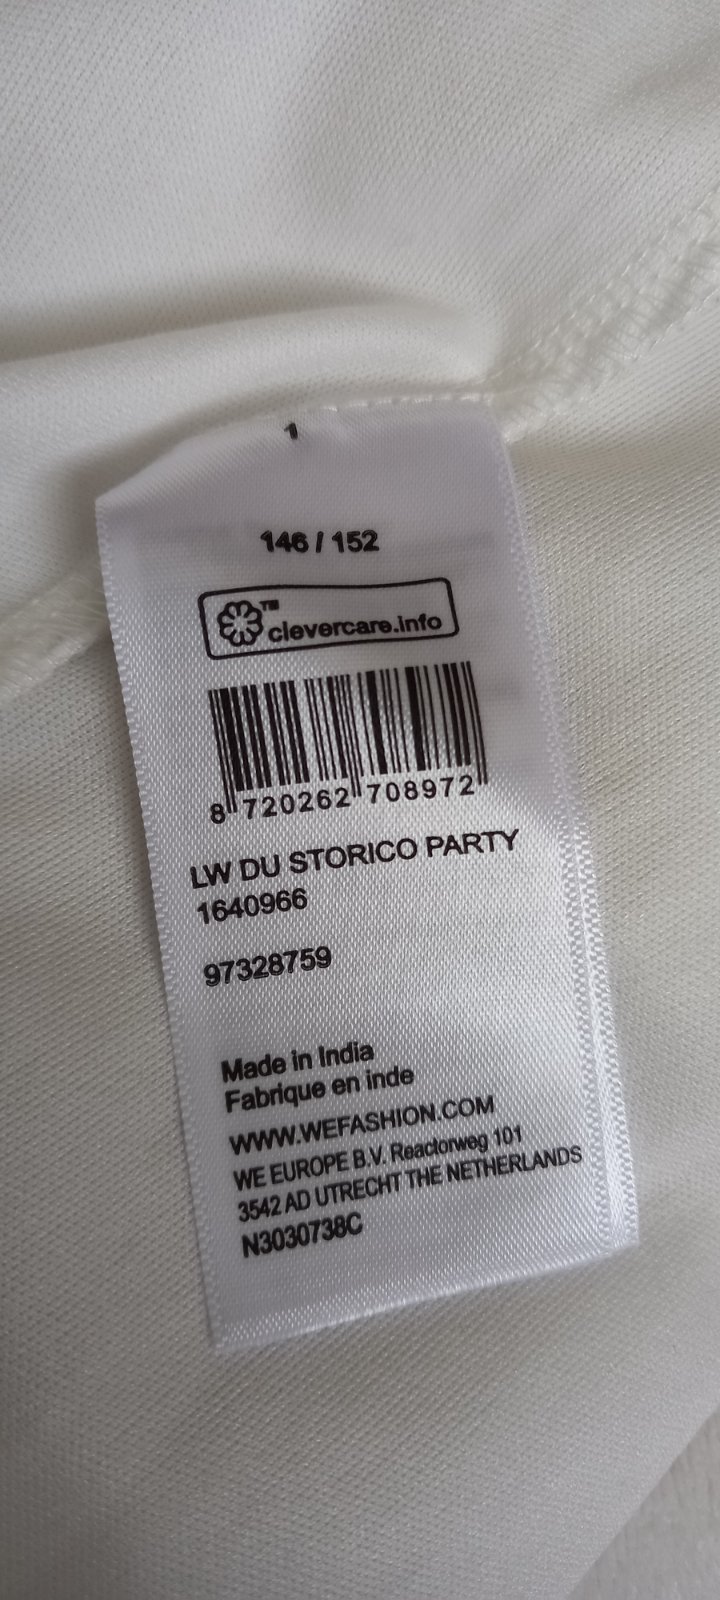 1
146 / 152
TM
clevercare.info
8 720262 708972
LW DU STORICO PARTY
1640966
97328759
Made in India
Fabrique en inde
WWW.WEFASHION.COM
WE EUROPE B.V. Reactorweg 101
3542 AD UTRECHT THE NETHERLANDS
N3030738C